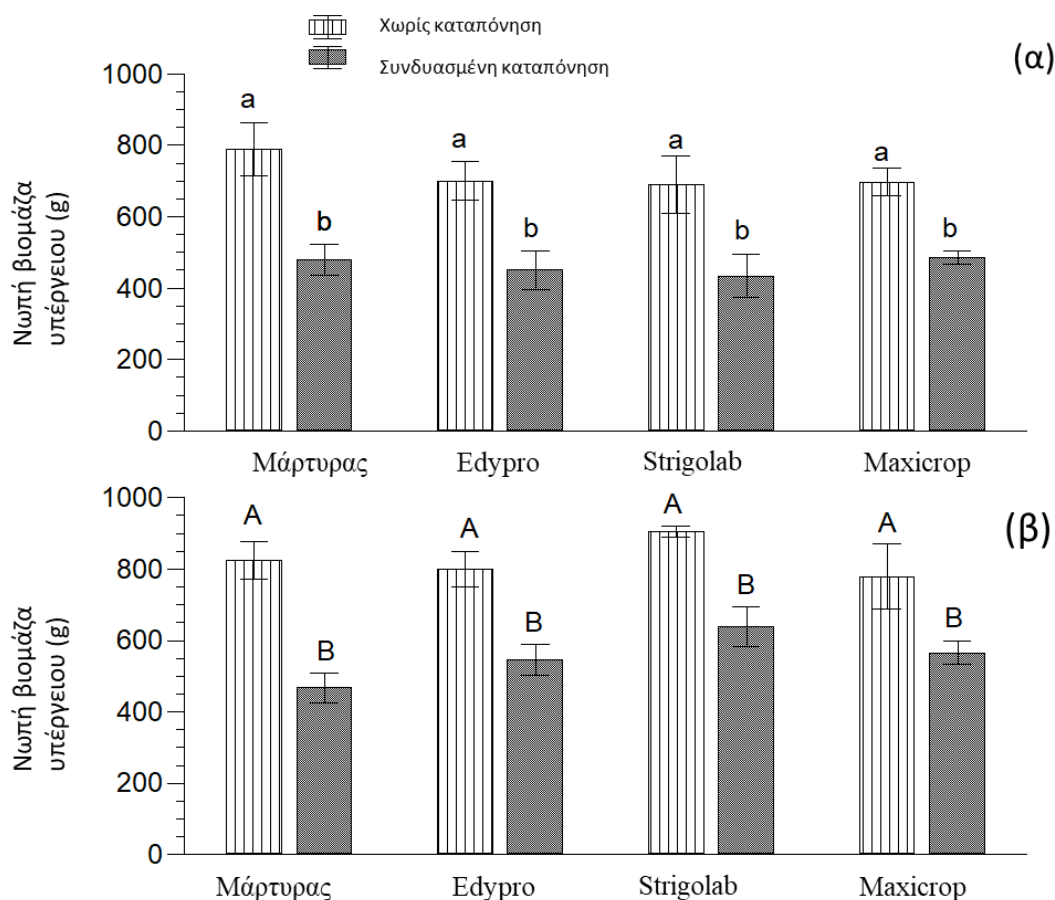 Χωρίς καταπόνηση
Συνδυασμένη καταπόνηση
(α)
Νωπή βιομάζα
υπέργειου (g)
1000
800
600
400
200
0
a
b
a
b
a
b
a
b
Μάρτυρας
Edypro
Strigolab
Maxicrop
(β)
Νωπή βιομάζα
υπέργειου (g)
1000
800
600
400
200
0
A
B
A
B
A
B
A
B
Μάρτυρας
Edypro
Strigolab
Maxicrop